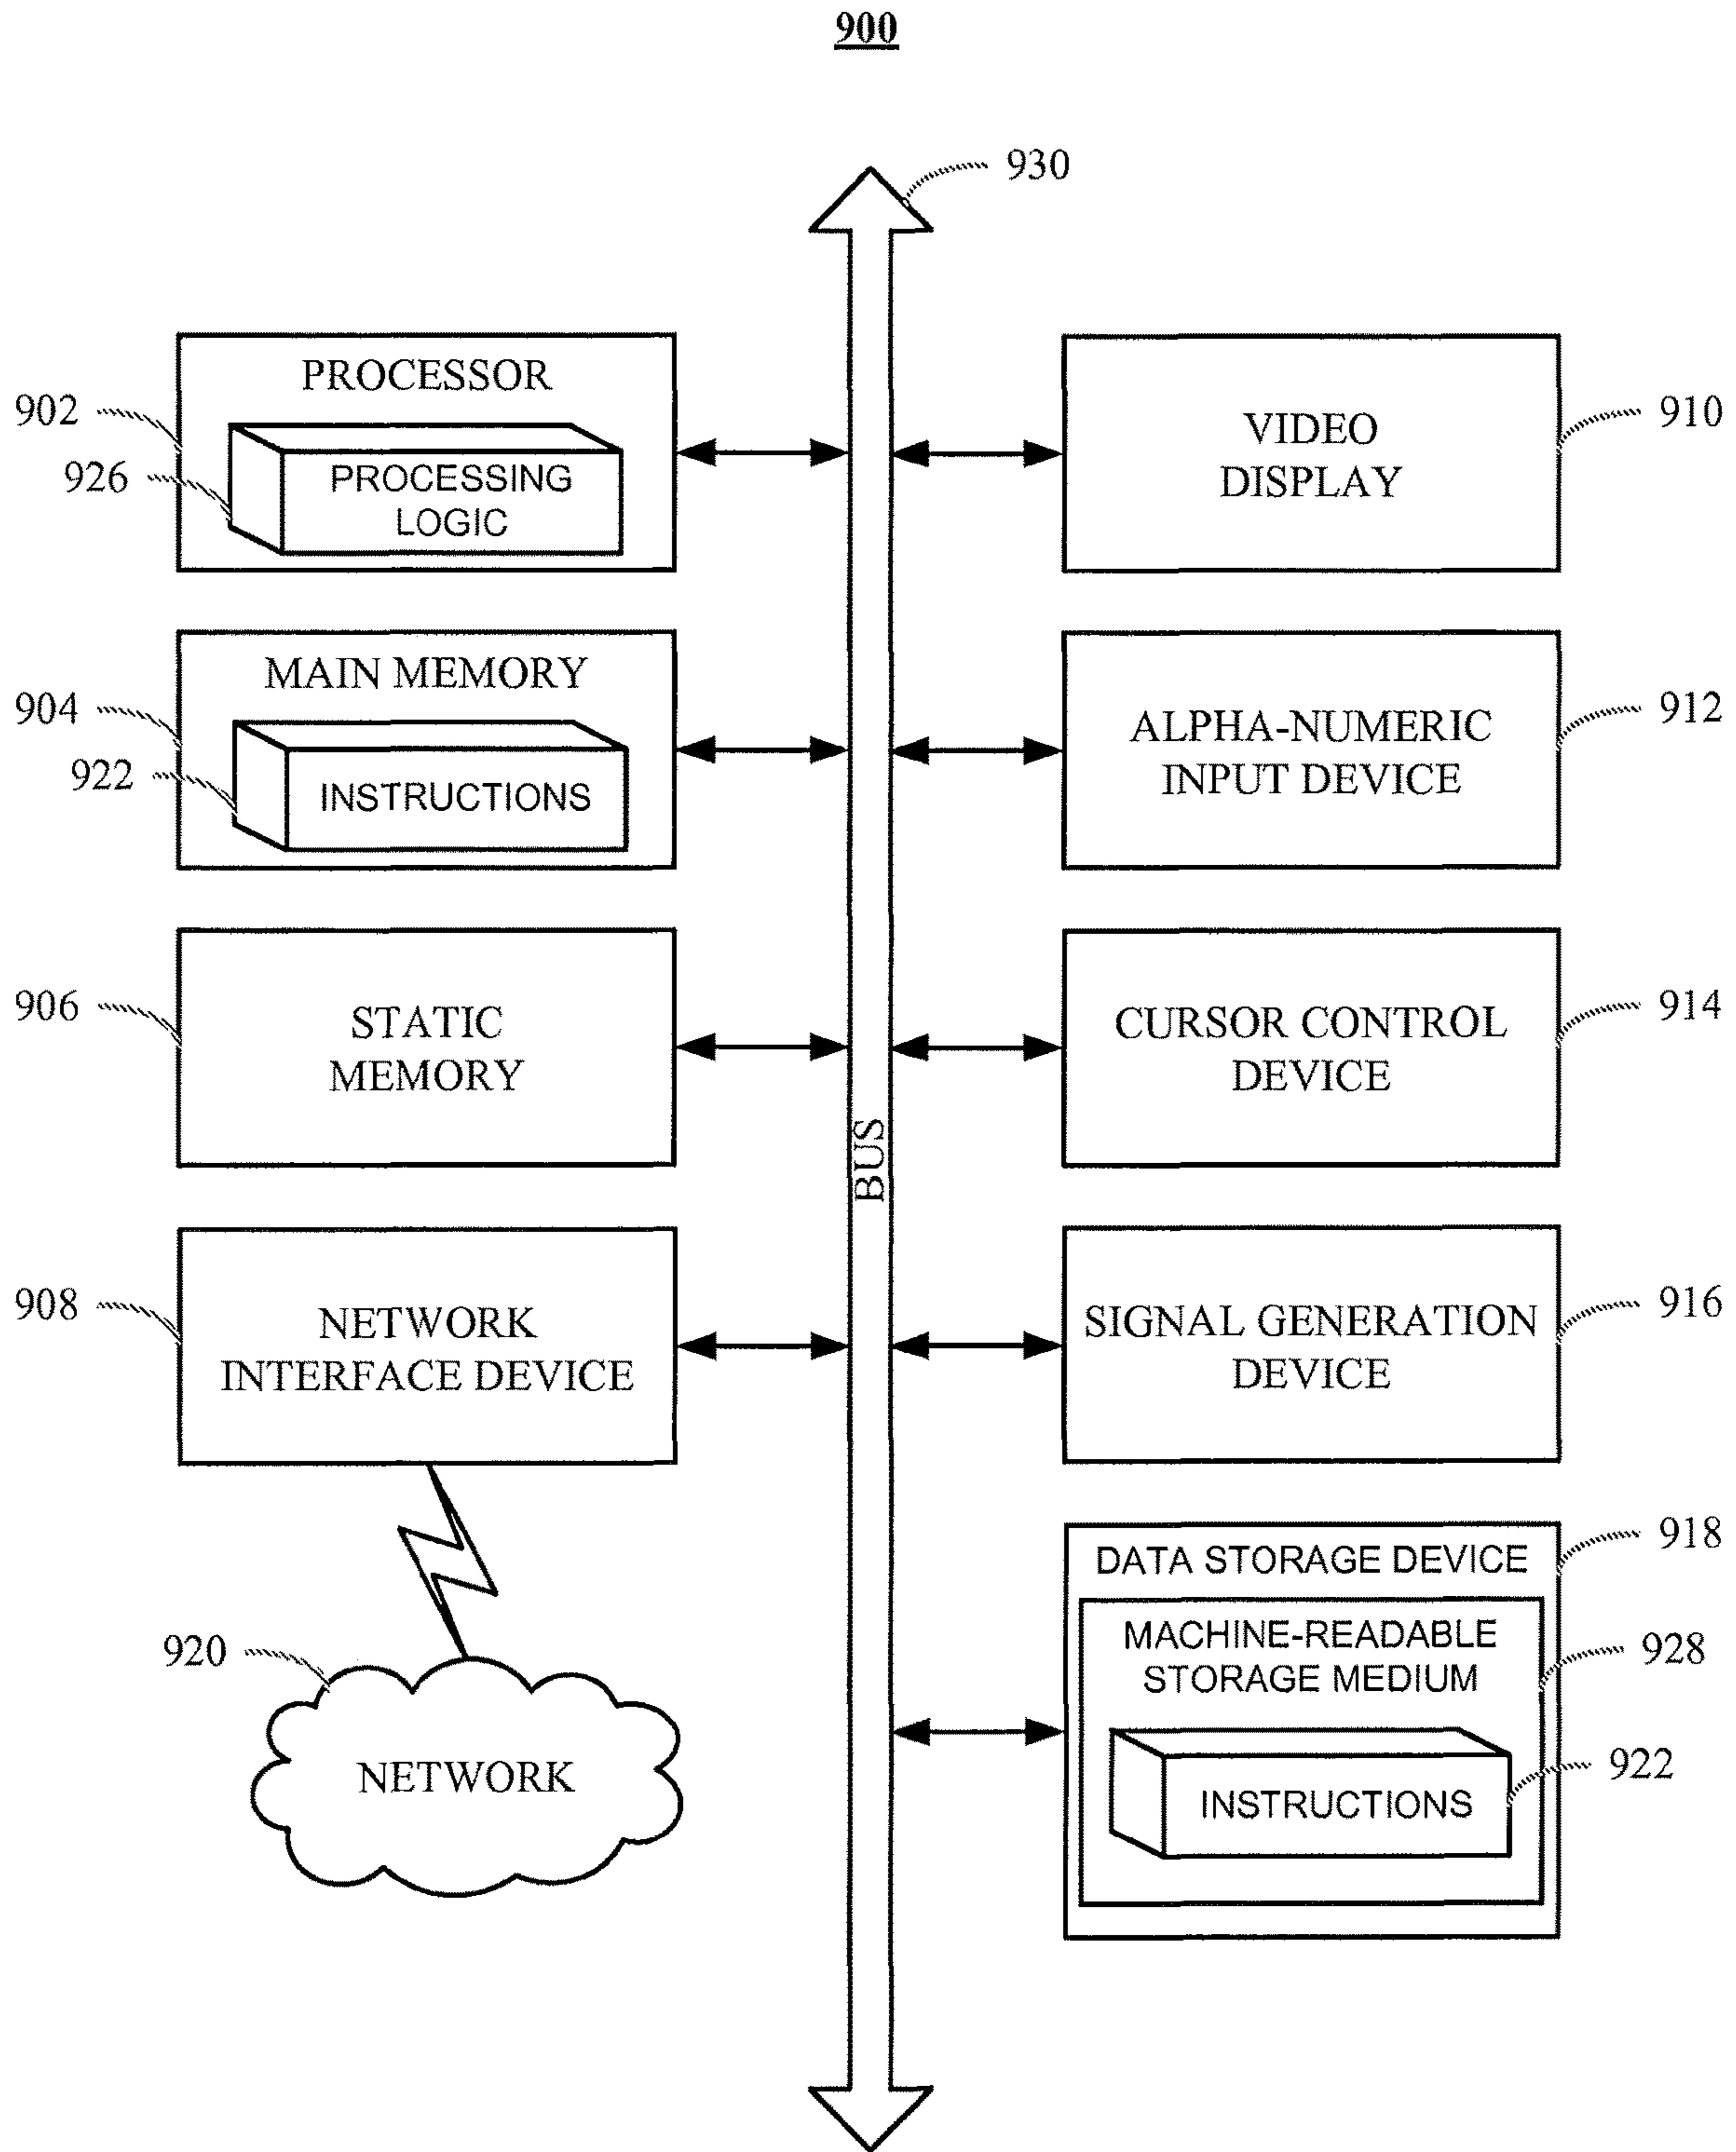 900
930
PROCESSOR
902
926
PROCESSING
LOGIC
MAIN MEMORY
904
922
INSTRUCTIONS
906
STATIC
MEMORY
908
NETWORK
INTERFACE DEVICE
920
NETWORK
BUS
VIDEO
DISPLAY
910
ALPHA-NUMERIC
INPUT DEVICE
912
CURSOR CONTROL
DEVICE
914
SIGNAL GENERATION
DEVICE
916
DATA STORAGE DEVICE
918
MACHINE-READABLE
STORAGE MEDIUM
928
INSTRUCTIONS
922